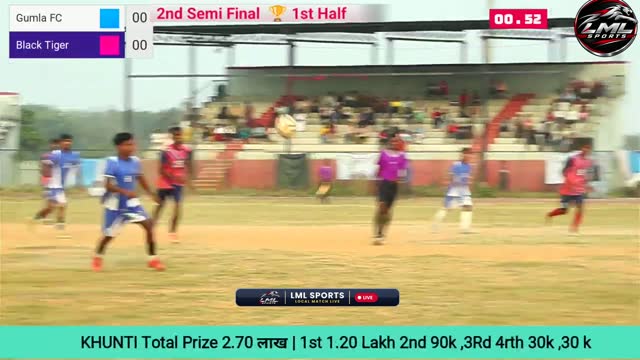 Gumla FC 00
Black Tiger 00
2nd Semi Final 🏆 1st Half
00.52
LML
SPORTS
LML SPORTS
LOCAL MATCH LIVE
LIVE
KHUNTI Total Prize 2.70 लाख | 1st 1.20 Lakh 2nd 90k ,3Rd 4rth 30k ,30 k